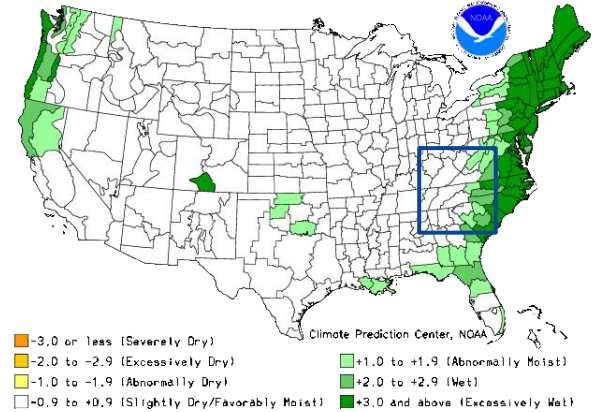 NOAA
Climate Prediction Center, NOAA
-3.0 or less (Severely Dry)
-2.0 to -2.9 (Excessively Dry)
-1.0 to -1.9 (Abnormally Dry)
-0.9 to +0.9 (Slightly Dry/Favorably Moist)
+1.0 to +1.9 (Abnormally Moist)
+2.0 to +2.9 (Wet)
+3.0 and above (Excessively Wet)